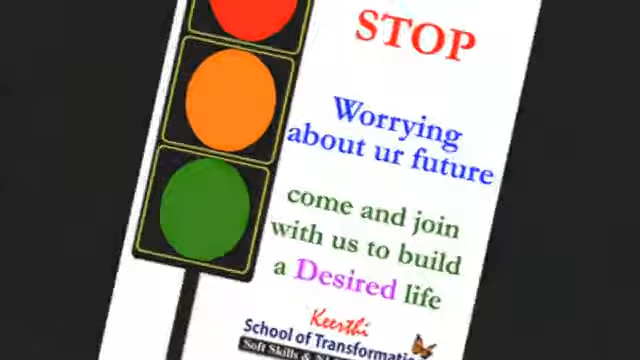 STOP
Worrying
about ur future
come and join
with us to build
a Desired life
Keerthi
School of
Soft Skills &